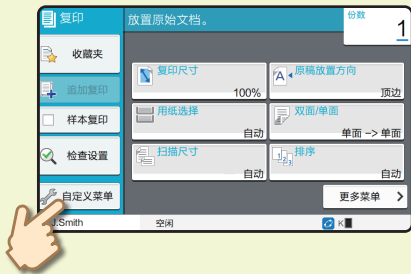 复印
放置原始文档。
份数
1
收藏夹
追加复印
样本复印
检查设置
自定义菜单
复印尺寸
100%
原稿放置方向
顶边
用纸选择
自动
双面/单面
单面 -> 单面
扫描尺寸
自动
排序
自动
更多菜单
J.Smith
空闲
K